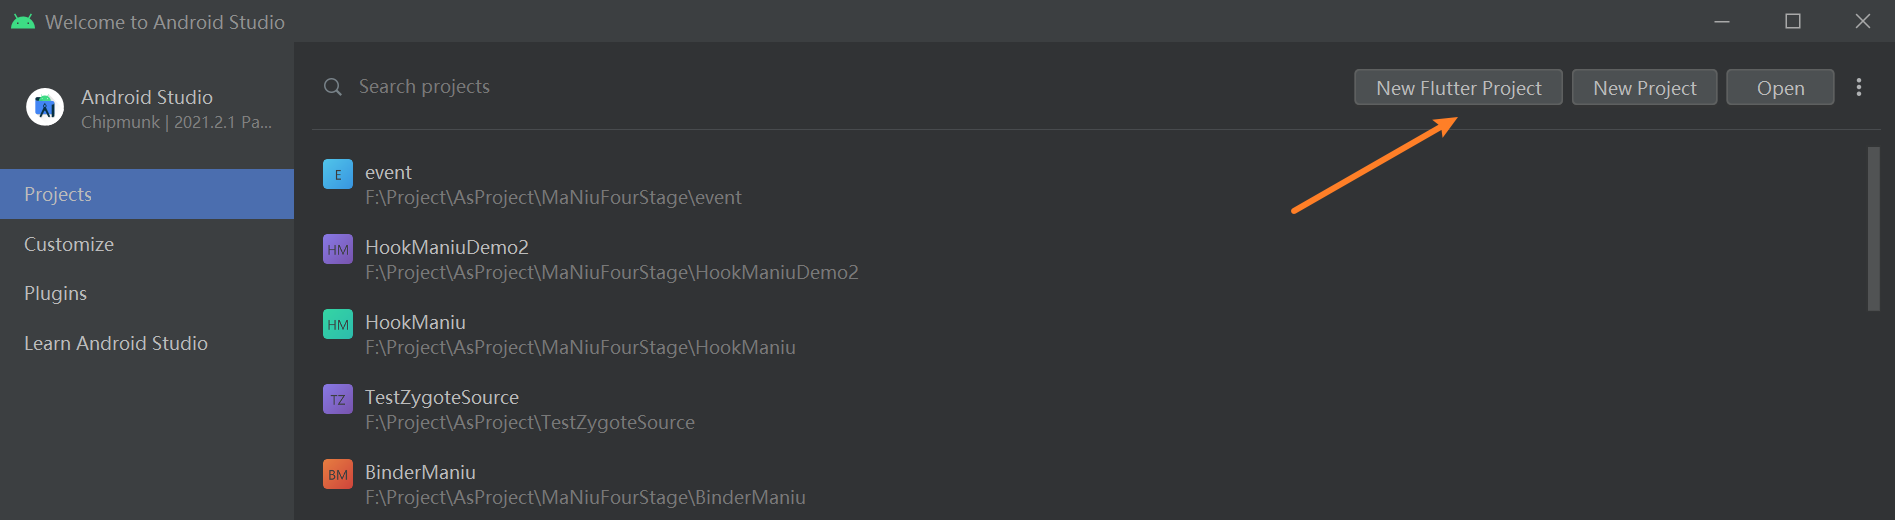 Welcome to Android Studio
Android Studio
Chipmunk | 2021.2.1 Pa...
Projects
Customize
Plugins
Learn Android Studio
Search projects
New Flutter Project
New Project
Open
E
event
F:\Project\AsProject\MaNiuFourStage\event
HM
HookManiuDemo2
F:\Project\AsProject\MaNiuFourStage\HookManiuDemo2
HM
HookManiu
F:\Project\AsProject\MaNiuFourStage\HookManiu
TZ
TestZygoteSource
F:\Project\AsProject\TestZygoteSource
BM
BinderManiu
F:\Project\AsProject\MaNiuFourStage\BinderManiu